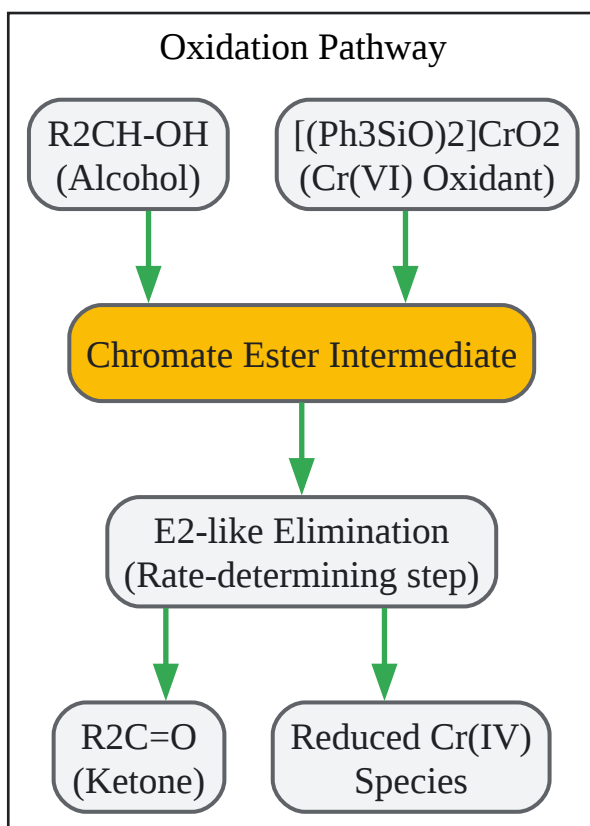 Oxidation Pathway
R2CH-OH
(Alcohol)
[(Ph3SiO)2]CrO2
(Cr(VI) Oxidant)
Chromate Ester Intermediate
E2-like Elimination
(Rate-determining step)
R2C=O
(Ketone)
Reduced Cr(IV)
Species